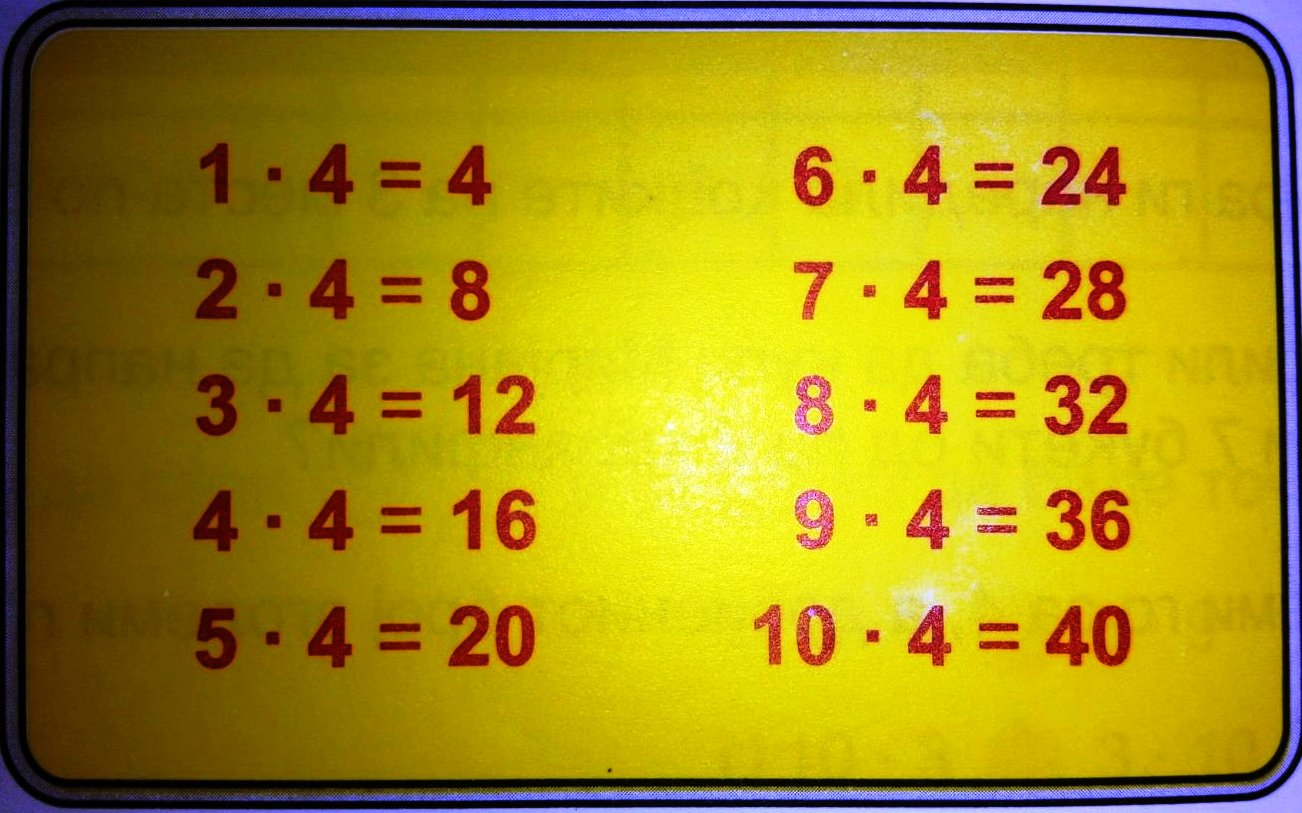 1 · 4 = 4
2 · 4 = 8
3 · 4 = 12
4 · 4 = 16
5 · 4 = 20
6 · 4 = 24
7 · 4 = 28
8 · 4 = 32
9 · 4 = 36
10 · 4 = 40